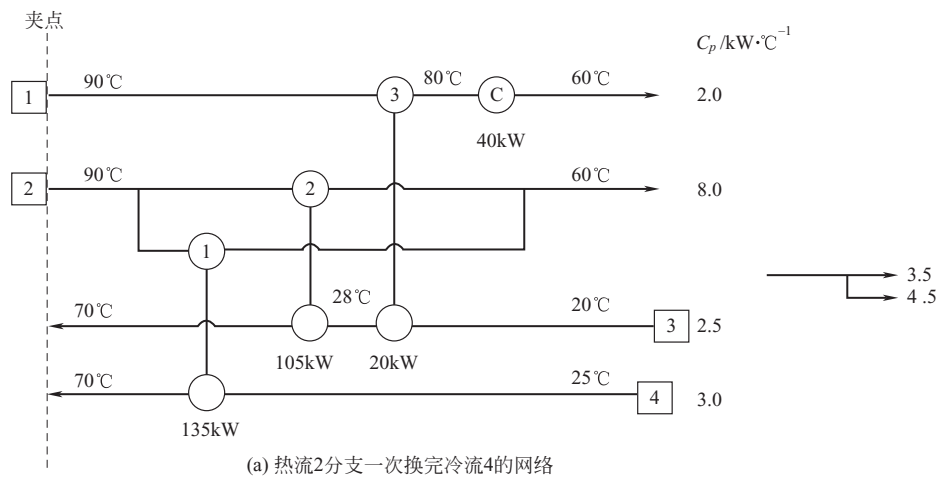 夹点
C_p /kW·℃⁻¹
1 90℃ 3 80℃ C 60℃ 2.0
40kW
2 90℃ 2 60℃ 8.0
1
3.5
4 .5
70℃ 28℃ 20℃ 3 2.5
105kW 20kW
70℃ 25℃ 4 3.0
135kW
(a) 热流2分支一次换完冷流4的网络